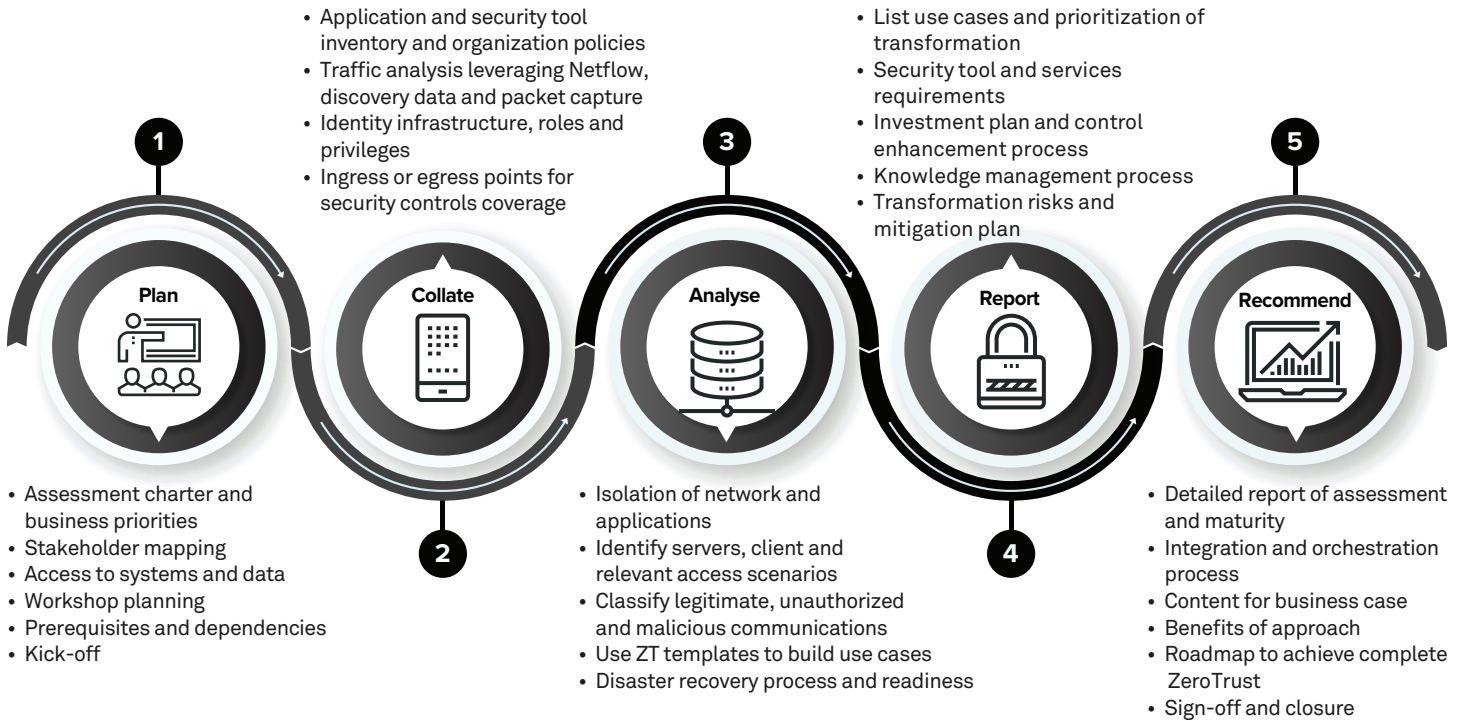 1
Plan
• Assessment charter and
business priorities
• Stakeholder mapping
• Access to systems and data
• Workshop planning
• Prerequisites and dependencies
• Kick-off
• Application and security tool
inventory and organization policies
• Traffic analysis leveraging Netflow,
discovery data and packet capture
• Identity infrastructure, roles and
privileges
• Ingress or egress points for
security controls coverage
Collate
2
3
Analyse
• Isolation of network and
applications
• Identify servers, client and
relevant access scenarios
• Classify legitimate, unauthorized
and malicious communications
• Use ZT templates to build use cases
• Disaster recovery process and readiness
• List use cases and prioritization of
transformation
• Security tool and services
requirements
• Investment plan and control
enhancement process
• Knowledge management process
• Transformation risks and
mitigation plan
Report
4
5
Recommend
• Detailed report of assessment
and maturity
• Integration and orchestration
process
• Content for business case
• Benefits of approach
• Roadmap to achieve complete
ZeroTrust
• Sign-off and closure